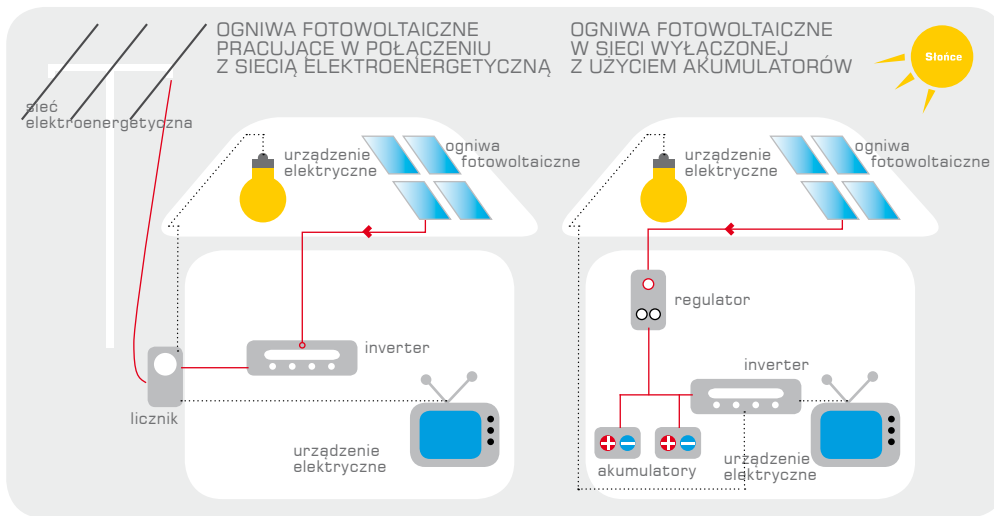 OGNIWA FOTOWOLTAICZNE
PRACUJĄCE W POŁĄCZENIU
Z SIECIĄ ELEKTROENERGETYCZNĄ
OGNIWA FOTOWOLTAICZNE
W SIECI WYŁĄCZONEJ
Z UŻYCIEM AKUMULATORÓW
Słońce
sieć
elektroenergetyczna
urządzenie
elektryczne
ogniwa
fotowoltaiczne
inverter
licznik
urządzenie
elektryczne
urządzenie
elektryczne
ogniwa
fotowoltaiczne
regulator
inverter
akumulatory
urządzenie
elektryczne